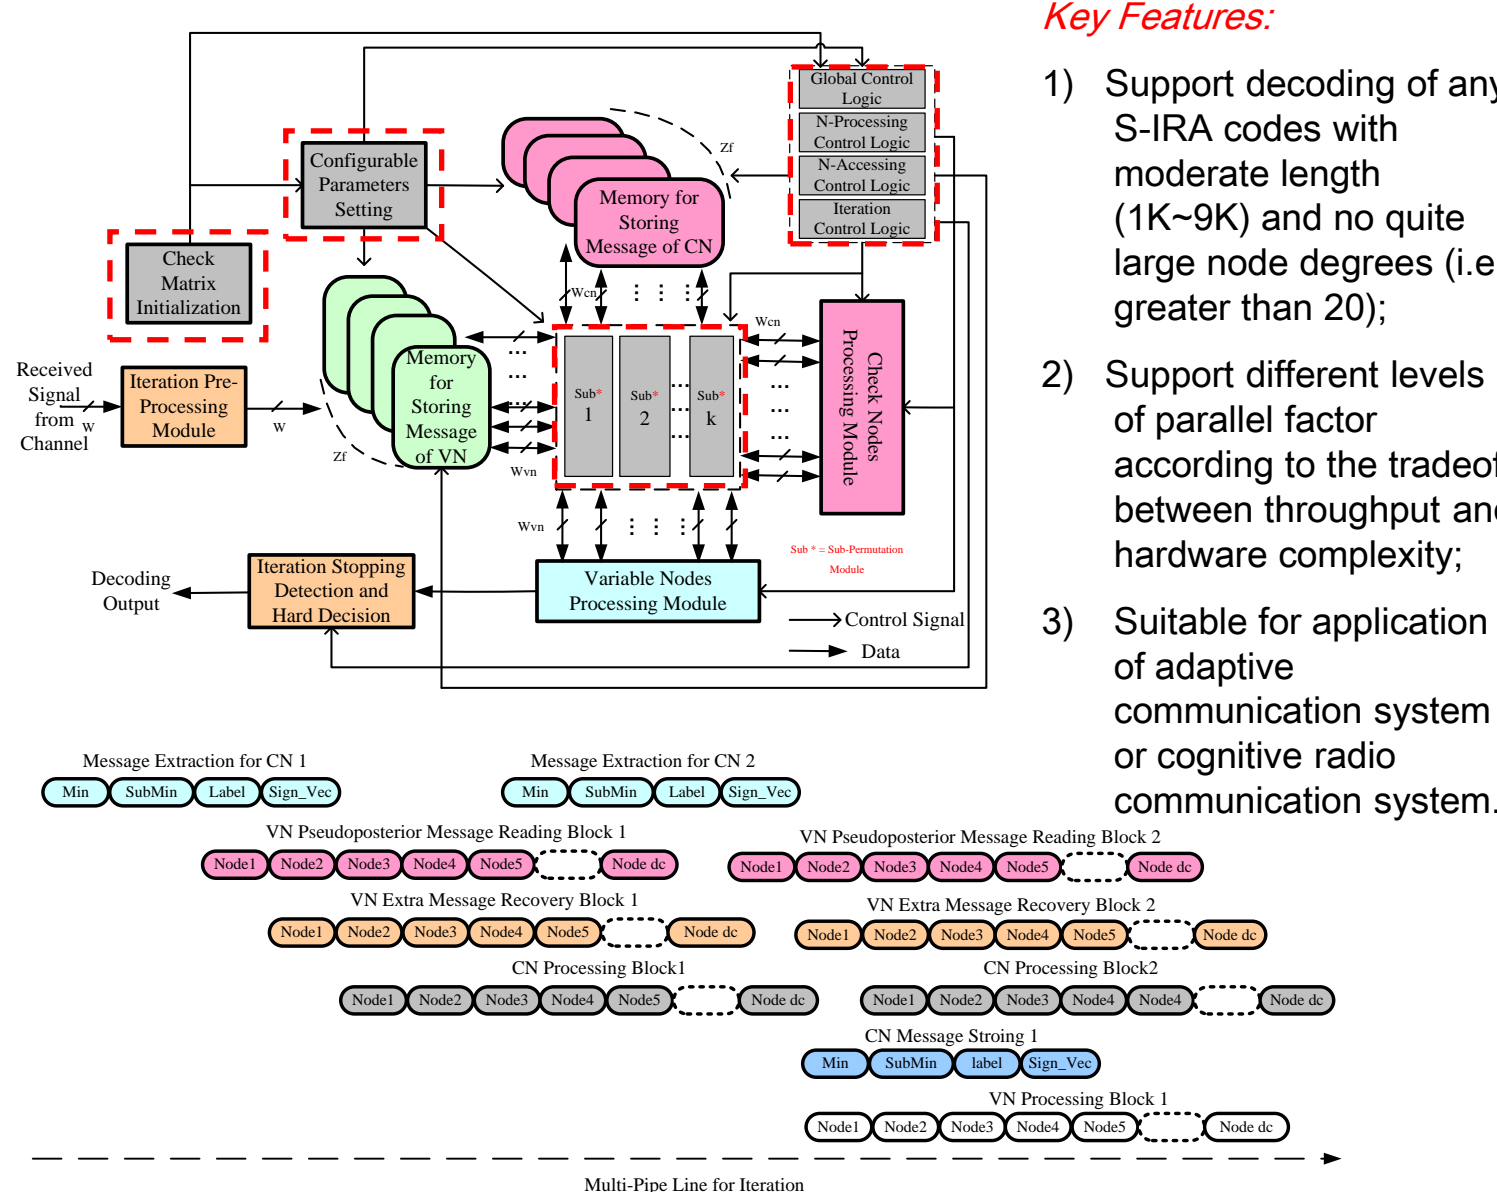 Key Features:
1) Support decoding of any
S-IRA codes with
moderate length
(1K~9K) and no quite
large node degrees (i.e
greater than 20);
2) Support different levels
of parallel factor
according to the tradeof
between throughput and
hardware complexity;
3) Suitable for application
of adaptive
communication system
or cognitive radio
communication system.
Global Control
Logic
N-Processing
Control Logic
N-Accessing
Control Logic
Iteration
Control Logic
Configurable
Parameters
Setting
Check
Matrix
Initialization
Zf
Memory for
Storing
Message of CN
Wcn
Wcn
Received
Signal
from
Channel
W
Iteration Pre-
Processing
Module
W
Zf
Memory
for
Storing
Message
of VN
Wvn
Sub*
1
Sub*
2
Sub*
k
Check Nodes
Processing Module
Wvn
Sub * = Sub-Permutation
Module
Decoding
Output
Iteration Stopping
Detection and
Hard Decision
Variable Nodes
Processing Module
Control Signal
Data
Message Extraction for CN 1
Min SubMin Label Sign_Vec
Message Extraction for CN 2
Min SubMin Label Sign_Vec
VN Pseudoposterior Message Reading Block 1
Node1 Node2 Node3 Node4 Node5 Node dc
VN Pseudoposterior Message Reading Block 2
Node1 Node2 Node3 Node4 Node5 Node dc
VN Extra Message Recovery Block 1
Node1 Node2 Node3 Node4 Node5 Node dc
VN Extra Message Recovery Block 2
Node1 Node2 Node3 Node4 Node5 Node dc
CN Processing Block1
Node1 Node2 Node3 Node4 Node5 Node dc
CN Processing Block2
Node1 Node2 Node3 Node4 Node4 Node dc
CN Message Stroing 1
Min SubMin label Sign_Vec
VN Processing Block 1
Node1 Node2 Node3 Node4 Node5 Node dc
Multi-Pipe Line for Iteration